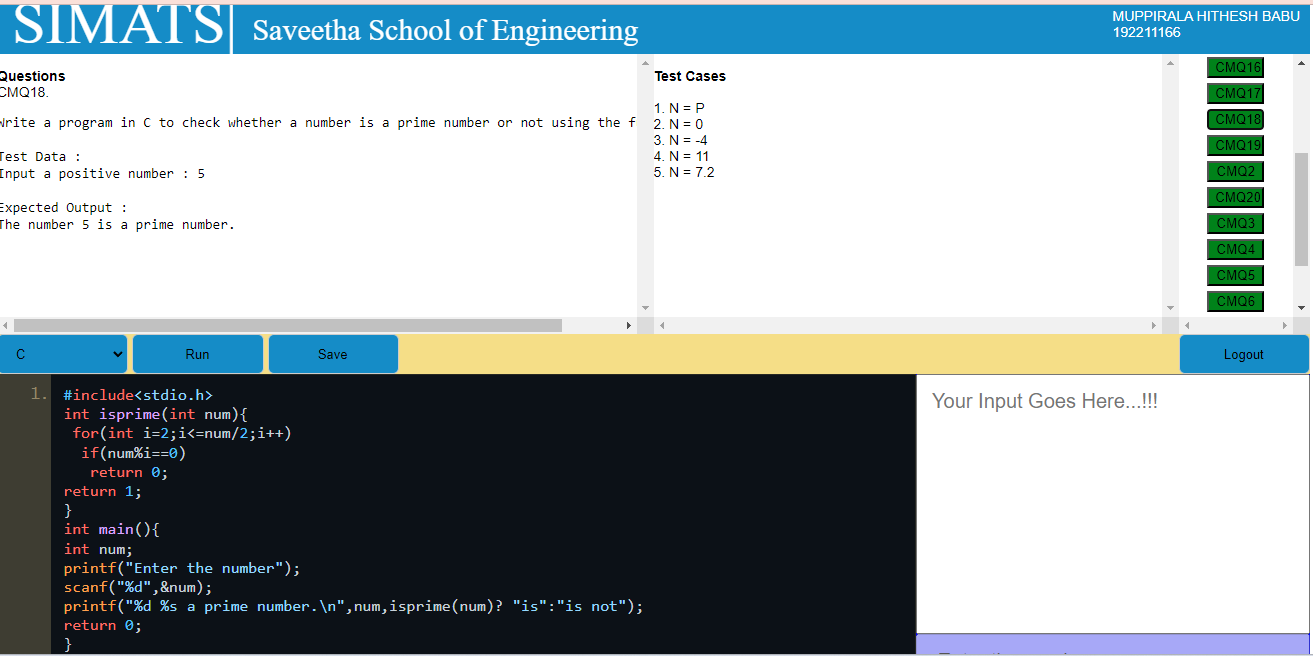 SIMATS
Saveetha School of Engineering
MUPPIRALA HITHESH BABU
192211166
Questions
CMQ18.
Write a program in C to check whether a number is a prime number or not using the f
Test Data :
Input a positive number : 5
Expected Output :
The number 5 is a prime number.
Test Cases
1. N = P
2. N = 0
3. N = -4
4. N = 11
5. N = 7.2
CMQ16
CMQ17
CMQ18
CMQ19
CMQ2
CMQ20
CMQ3
CMQ4
CMQ5
CMQ6
C
Run
Save
Logout
1.
#include<stdio.h>
int isprime(int num){
 for(int i=2;i<=num/2;i++)
  if(num%i==0)
   return 0;
return 1;
}
int main(){
int num;
printf("Enter the number");
scanf("%d",&num);
printf("%d %s a prime number.\n",num,isprime(num)? "is":"is not");
return 0;
}
Your Input Goes Here...!!!